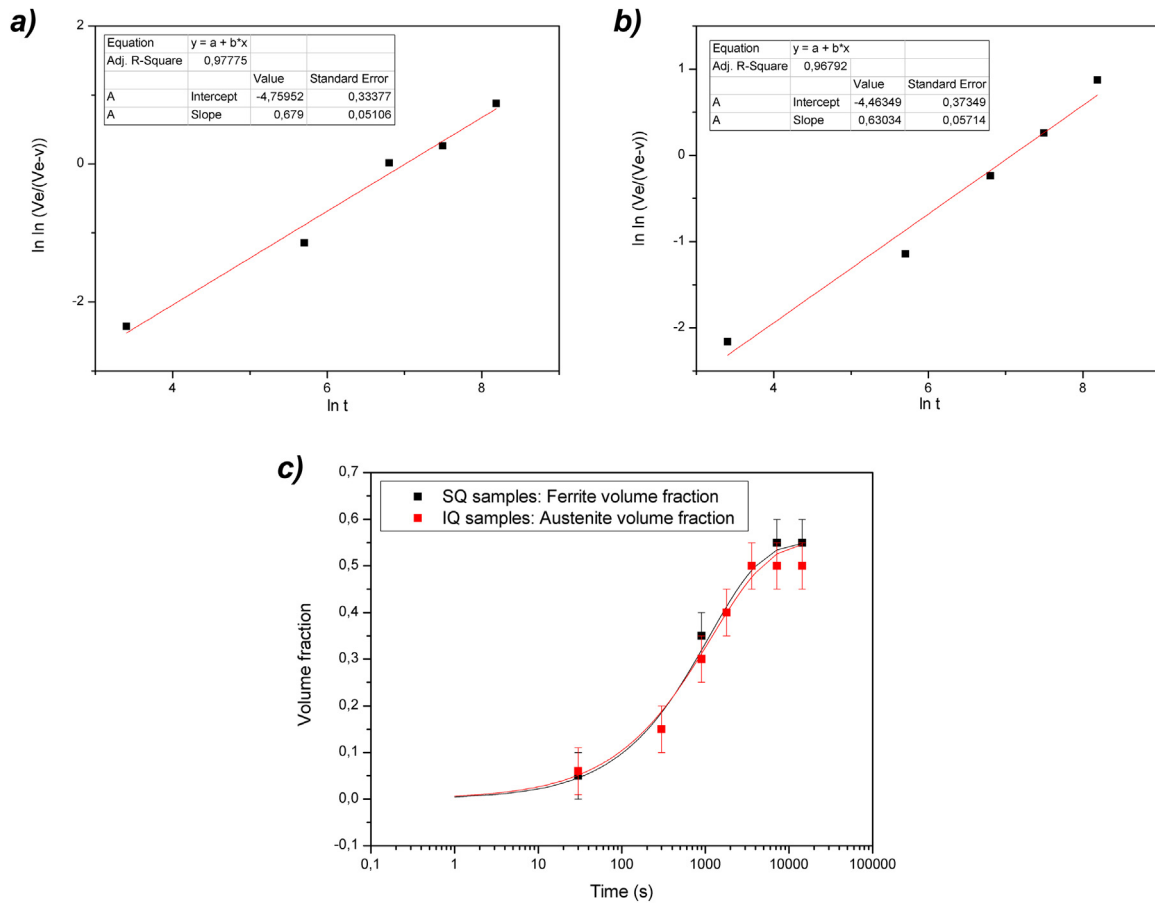 a)
Equation y = a + b*x
Adj. R-Square 0,97775
Value Standard Error
A Intercept -4,75952 0,33377
A Slope 0,679 0,05106
2
0
-2
4 6 8
ln t
ln ln (Ve/(Ve-v))
b)
Equation y = a + b*x
Adj. R-Square 0,96792
Value Standard Error
A Intercept -4,46349 0,37349
A Slope 0,63034 0,05714
1
0
-1
-2
4 6 8
ln t
ln ln (Ve/(Ve-v))
c)
SQ samples: Ferrite volume fraction
IQ samples: Austenite volume fraction
0,7
0,6
0,5
0,4
0,3
0,2
0,1
0,0
-0,1
0,1 1 10 100 1000 10000 100000
Time (s)
Volume fraction